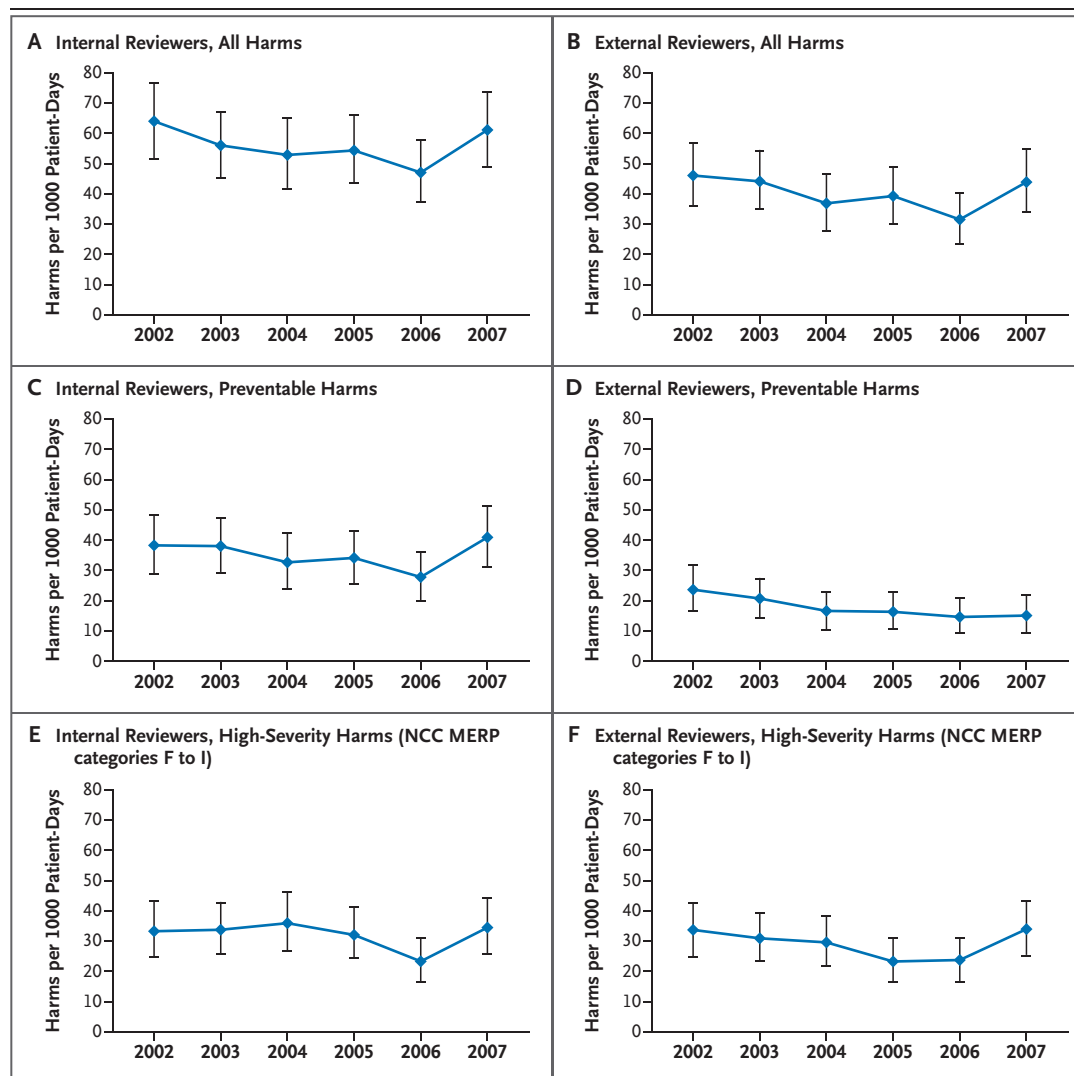 A Internal Reviewers, All Harms
Harms per 1000 Patient-Days
80
70
60
50
40
30
20
10
0
2002 2003 2004 2005 2006 2007
B External Reviewers, All Harms
Harms per 1000 Patient-Days
80
70
60
50
40
30
20
10
0
2002 2003 2004 2005 2006 2007
C Internal Reviewers, Preventable Harms
Harms per 1000 Patient-Days
80
70
60
50
40
30
20
10
0
2002 2003 2004 2005 2006 2007
D External Reviewers, Preventable Harms
Harms per 1000 Patient-Days
80
70
60
50
40
30
20
10
0
2002 2003 2004 2005 2006 2007
E Internal Reviewers, High-Severity Harms (NCC MERP
categories F to I)
Harms per 1000 Patient-Days
80
70
60
50
40
30
20
10
0
2002 2003 2004 2005 2006 2007
F External Reviewers, High-Severity Harms (NCC MERP
categories F to I)
Harms per 1000 Patient-Days
80
70
60
50
40
30
20
10
0
2002 2003 2004 2005 2006 2007